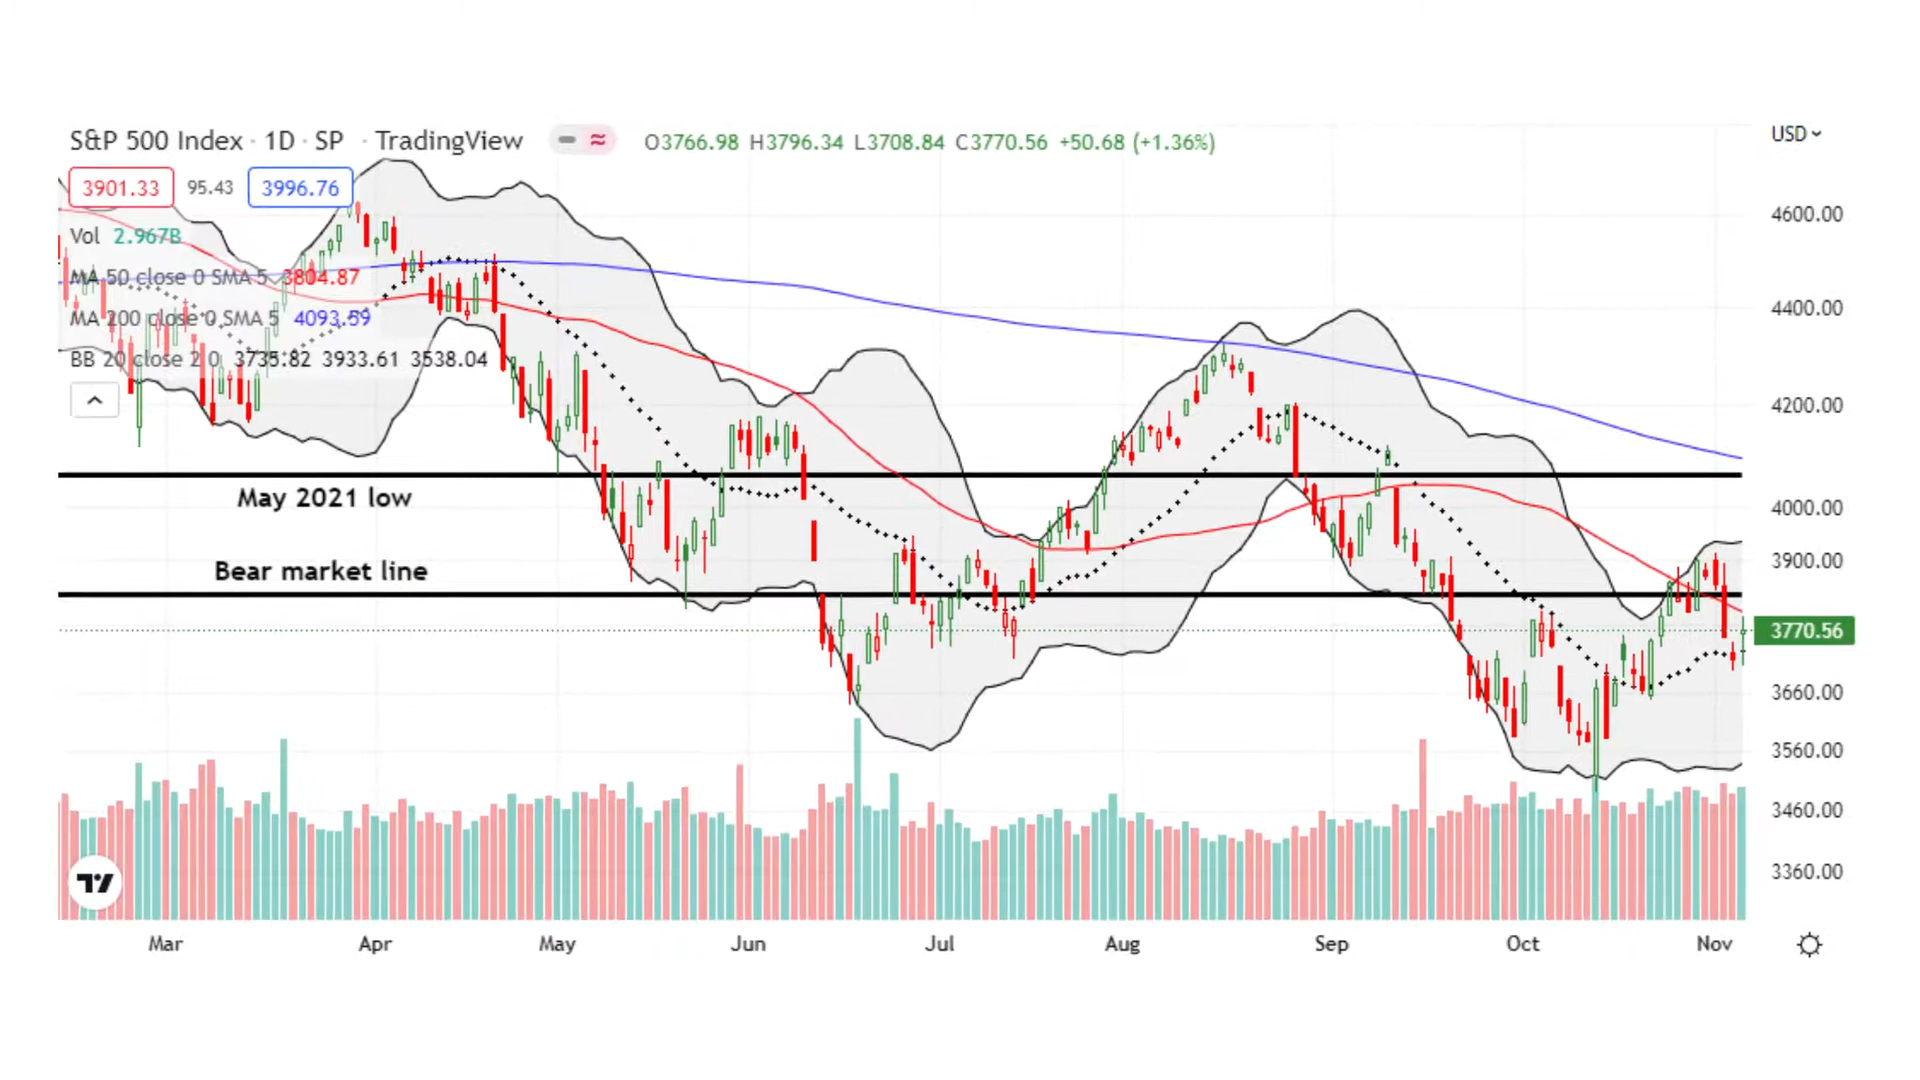 S&P 500 Index · 1D · SP · TradingView O3766.98 H3796.34 L3708.84 C3770.56 +50.68 (+1.36%)
USD
3901.33 95.43 3996.76
Vol 2.967B
MA 50 close 0 SMA 5 3804.87
MA 200 close 0 SMA 5 4093.59
BB 20 close 2 0 3735.82 3933.61 3538.04
May 2021 low
Bear market line
4600.00
4400.00
4200.00
4000.00
3900.00
3770.56
3660.00
3560.00
3460.00
3360.00
Mar Apr May Jun Jul Aug Sep Oct Nov